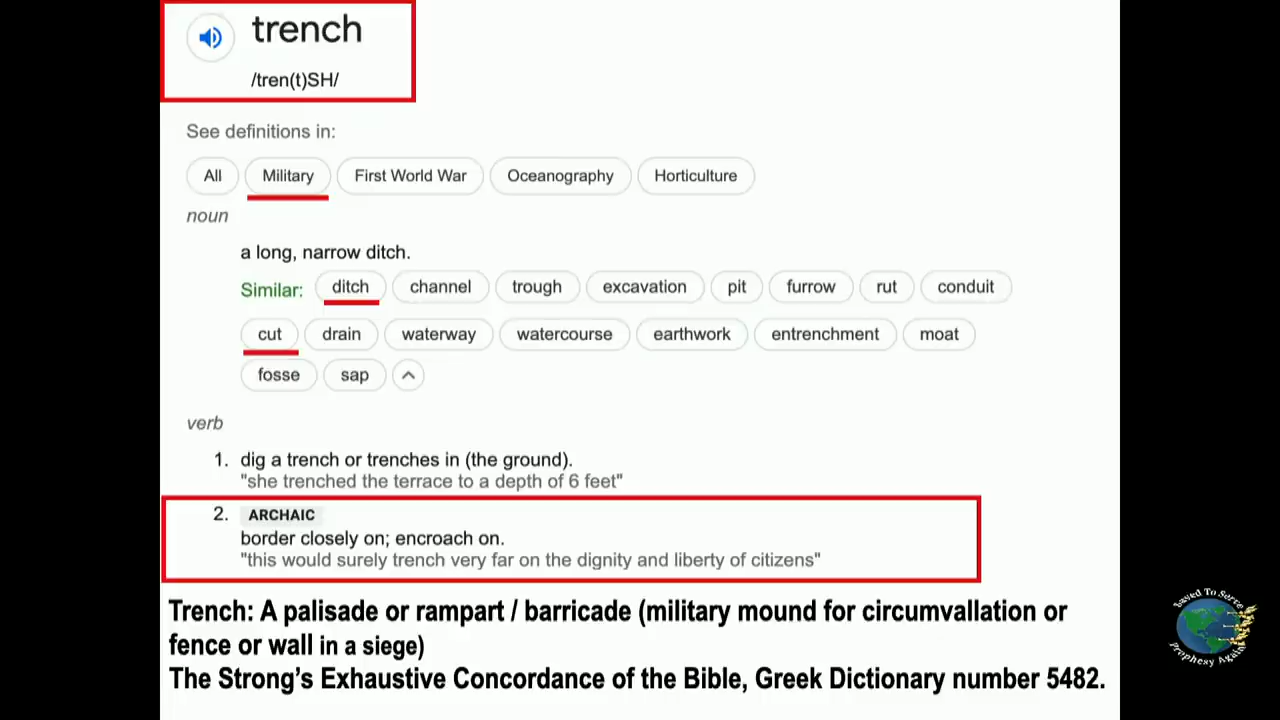 trench
/tren(t)SH/
See definitions in:
All Military First World War Oceanography Horticulture
noun
a long, narrow ditch.
Similar: ditch channel trough excavation pit furrow rut conduit
cut drain waterway watercourse earthwork entrenchment moat
fosse sap
verb
1. dig a trench or trenches in (the ground).
"she trenched the terrace to a depth of 6 feet"
2. ARCHAIC
border closely on; encroach on.
"this would surely trench very far on the dignity and liberty of citizens"
Trench: A palisade or rampart / barricade (military mound for circumvallation or
fence or wall in a siege)
The Strong's Exhaustive Concordance of the Bible, Greek Dictionary number 5482.
To Serve
Prophesy Again